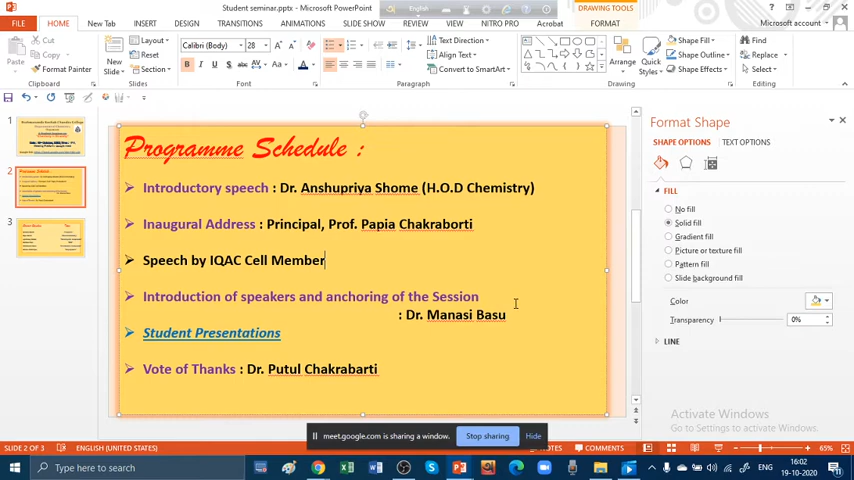 Student seminar.pptx - Microsoft PowerPoint
English
DRAWING TOOLS
FILE HOME New Tab INSERT DESIGN TRANSITIONS ANIMATIONS SLIDE SHOW REVIEW VIEW NITRO PRO Acrobat FORMAT Microsoft account
Cut
Copy
Format Painter
Paste
Clipboard
New Slide
Layout
Reset
Section
Slides
Calibri (Body) 28
B I U S abc AV Aa A
Font
Paragraph
Text Direction
Align Text
Convert to SmartArt
Arrange
Quick Styles
Shape Fill
Shape Outline
Shape Effects
Drawing
Find
Replace
Select
Editing
1
2
3
Programme Schedule :
Introductory speech : Dr. Anshupriya Shome (H.O.D Chemistry)
Inaugural Address : Principal, Prof. Papia Chakraborti
Speech by IQAC Cell Member
Introduction of speakers and anchoring of the Session
: Dr. Manasi Basu
Student Presentations
Vote of Thanks : Dr. Putul Chakrabarti
Format Shape
SHAPE OPTIONS TEXT OPTIONS
FILL
No fill
Solid fill
Gradient fill
Picture or texture fill
Pattern fill
Slide background fill
Color
Transparency 0%
LINE
Activate Windows
Go to Settings to activate Windows.
meet.google.com is sharing a window. Stop sharing Hide
SLIDE 2 OF 3 ENGLISH (UNITED STATES) NOTES COMMENTS 65%
Type here to search
ENG
16:02
19-10-2020